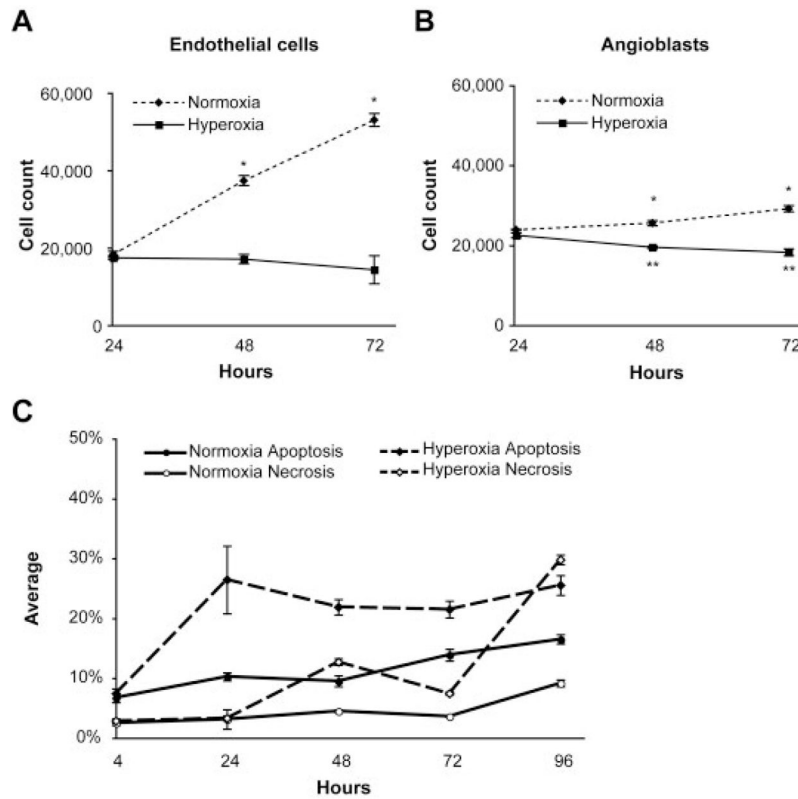 A
Endothelial cells
60,000
40,000
20,000
0
Cell count
Normoxia
Hyperoxia
*
*
24
48
72
Hours
B
Angioblasts
60,000
40,000
20,000
0
Cell count
Normoxia
Hyperoxia
*
*
**
**
24
48
72
Hours
C
50%
40%
30%
20%
10%
0%
Average
Normoxia Apoptosis
Normoxia Necrosis
Hyperoxia Apoptosis
Hyperoxia Necrosis
4
24
48
72
96
Hours